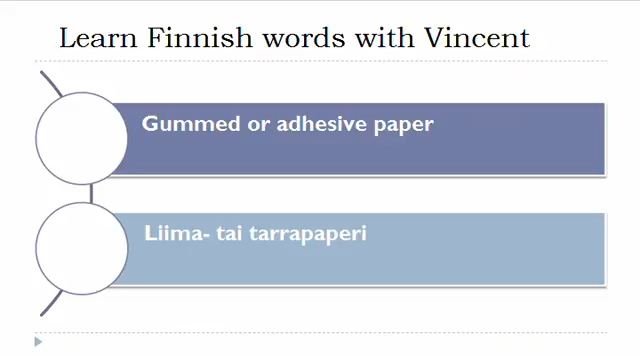 Learn Finnish words with Vincent
Gummed or adhesive paper
Liima- tai tarrapaperi